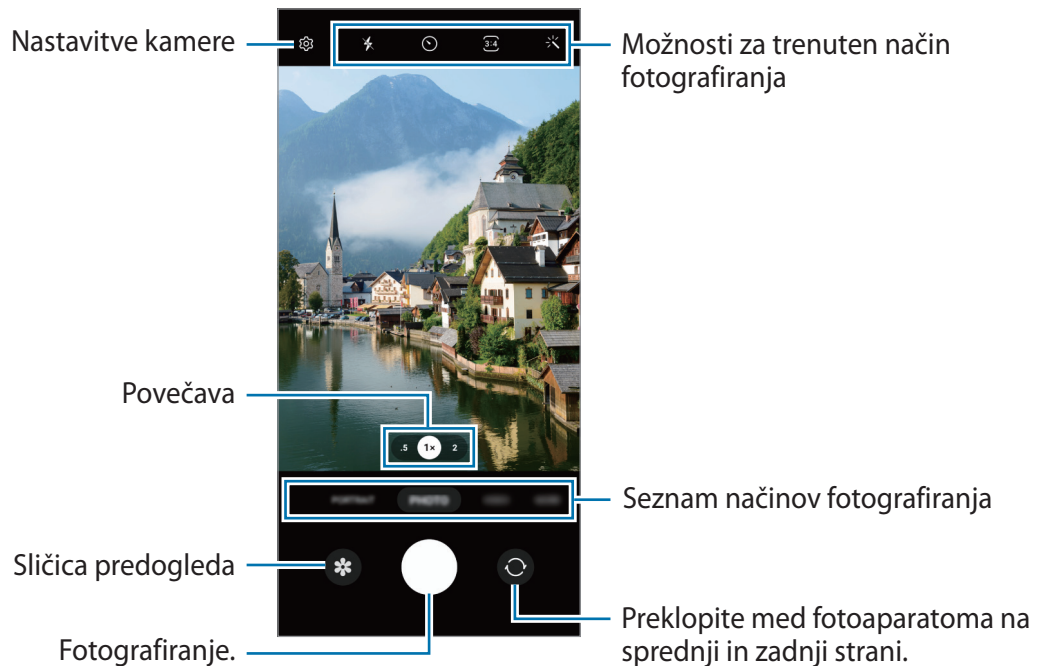 Nastavitve kamere
3:4
Možnosti za trenuten način
fotografiranja
Povečava
.5 1× 2
PORTRAIT PHOTO
Seznam načinov fotografiranja
Sličica predogleda
Fotografiranje.
Preklopite med fotoaparatoma na
sprednji in zadnji strani.